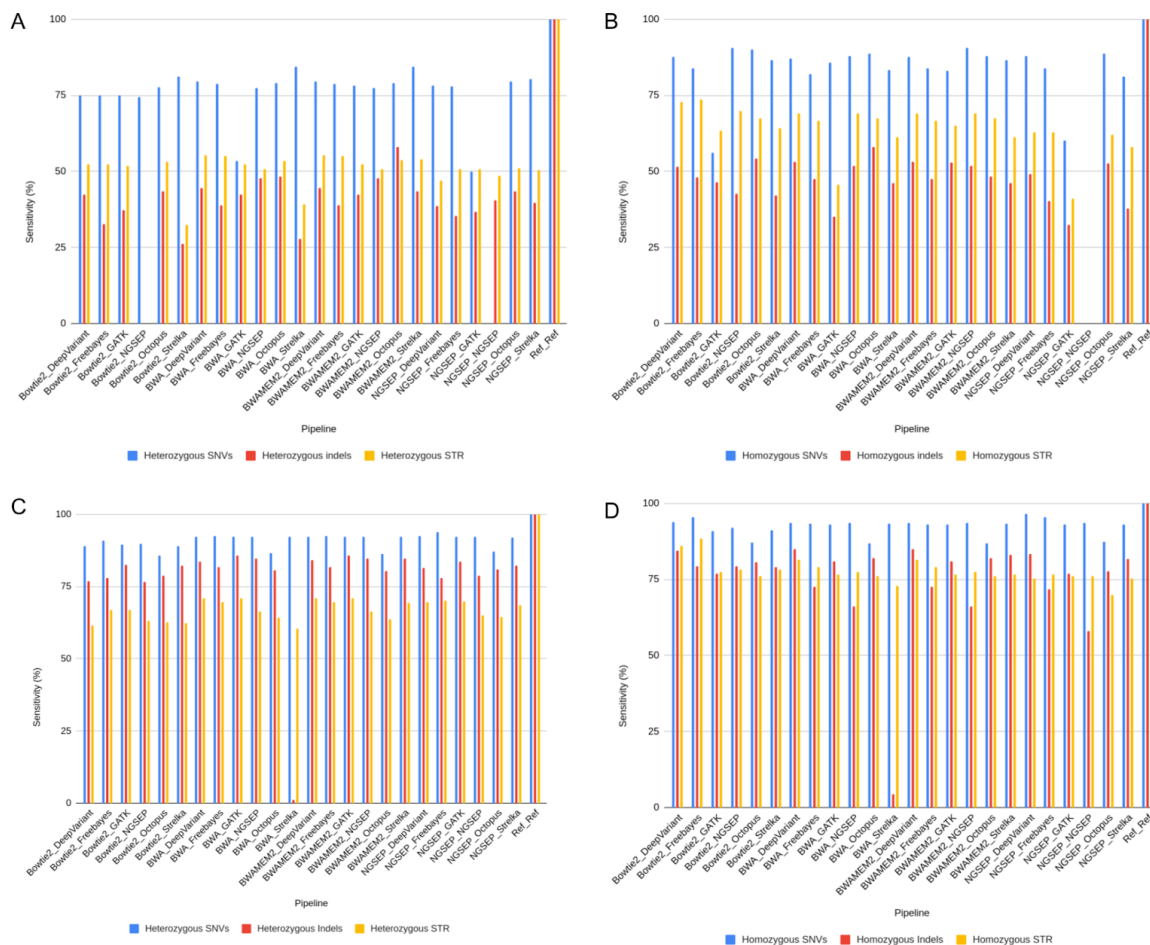 A
100
75
50
25
0
Sensitivity (%)
Bowtie2_DeepVariant
Bowtie2_Freebayes
Bowtie2_GATK
Bowtie2_NGSEP
Bowtie2_Octopus
Bowtie2_Strelka
BWA_DeepVariant
BWA_Freebayes
BWA_GATK
BWA_NGSEP
BWA_Octopus
BWA_Strelka
BWAMEM2_DeepVariant
BWAMEM2_Freebayes
BWAMEM2_GATK
BWAMEM2_NGSEP
BWAMEM2_Octopus
BWAMEM2_Strelka
NGSEP_DeepVariant
NGSEP_Freebayes
NGSEP_GATK
NGSEP_NGSEP
NGSEP_Octopus
NGSEP_Strelka
Ref_Ref
Pipeline
Heterozygous SNVs Heterozygous indels Heterozygous STR
B
100
75
50
25
0
Sensitivity (%)
Bowtie2_DeepVariant
Bowtie2_Freebayes
Bowtie2_GATK
Bowtie2_NGSEP
Bowtie2_Octopus
Bowtie2_Strelka
BWA_DeepVariant
BWA_Freebayes
BWA_GATK
BWA_NGSEP
BWA_Octopus
BWA_Strelka
BWAMEM2_DeepVariant
BWAMEM2_Freebayes
BWAMEM2_GATK
BWAMEM2_NGSEP
BWAMEM2_Octopus
BWAMEM2_Strelka
NGSEP_DeepVariant
NGSEP_Freebayes
NGSEP_GATK
NGSEP_NGSEP
NGSEP_Octopus
NGSEP_Strelka
Ref_Ref
Pipeline
Homozygous SNVs Homozygous indels Homozygous STR
C
100
75
50
25
0
Sensitivity (%)
Bowtie2_DeepVariant
Bowtie2_Freebayes
Bowtie2_GATK
Bowtie2_NGSEP
Bowtie2_Octopus
Bowtie2_Strelka
BWA_DeepVariant
BWA_Freebayes
BWA_GATK
BWA_NGSEP
BWA_Octopus
BWA_Strelka
BWAMEM2_DeepVariant
BWAMEM2_Freebayes
BWAMEM2_GATK
BWAMEM2_NGSEP
BWAMEM2_Octopus
BWAMEM2_Strelka
NGSEP_DeepVariant
NGSEP_Freebayes
NGSEP_GATK
NGSEP_NGSEP
NGSEP_Octopus
NGSEP_Strelka
Ref_Ref
Pipeline
Heterozygous SNVs Heterozygous Indels Heterozygous STR
D
100
75
50
25
0
Sensitivity (%)
Bowtie2_DeepVariant
Bowtie2_Freebayes
Bowtie2_GATK
Bowtie2_NGSEP
Bowtie2_Octopus
Bowtie2_Strelka
BWA_DeepVariant
BWA_Freebayes
BWA_GATK
BWA_NGSEP
BWA_Octopus
BWA_Strelka
BWAMEM2_DeepVariant
BWAMEM2_Freebayes
BWAMEM2_GATK
BWAMEM2_NGSEP
BWAMEM2_Octopus
BWAMEM2_Strelka
NGSEP_DeepVariant
NGSEP_Freebayes
NGSEP_GATK
NGSEP_NGSEP
NGSEP_Octopus
NGSEP_Strelka
Ref_Ref
Pipeline
Homozygous SNVs Homozygous Indels Homozygous STR